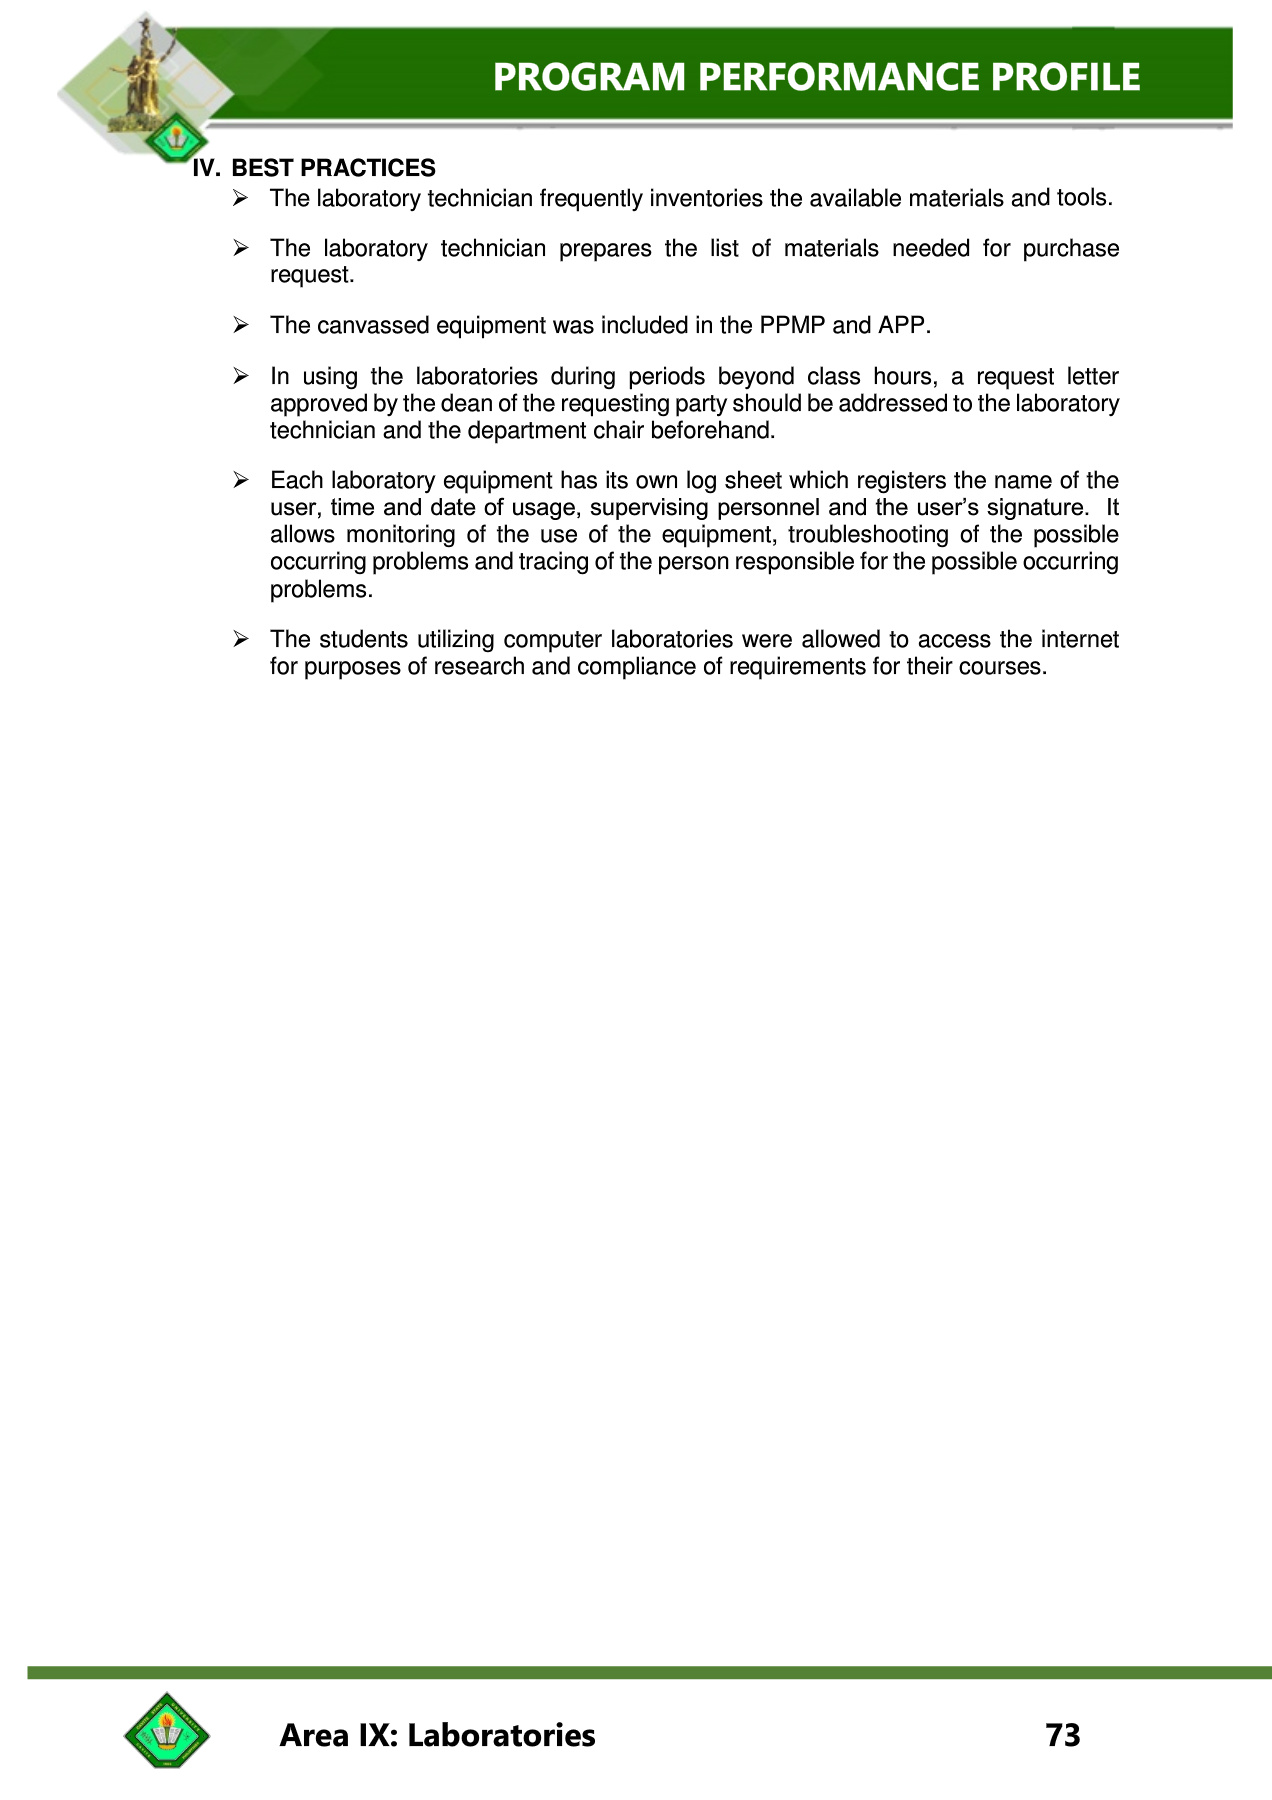 PROGRAM PERFORMANCE PROFILE
IV. BEST PRACTICES
➢ The laboratory technician frequently inventories the available materials and tools.
➢ The laboratory technician prepares the list of materials needed for purchase
request.
➢ The canvassed equipment was included in the PPMP and APP.
➢ In using the laboratories during periods beyond class hours, a request letter
approved by the dean of the requesting party should be addressed to the laboratory
technician and the department chair beforehand.
➢ Each laboratory equipment has its own log sheet which registers the name of the
user, time and date of usage, supervising personnel and the user’s signature.  It
allows monitoring of the use of the equipment, troubleshooting of the possible
occurring problems and tracing of the person responsible for the possible occurring
problems.
➢ The students utilizing computer laboratories were allowed to access the internet
for purposes of research and compliance of requirements for their courses.
Area IX: Laboratories 73